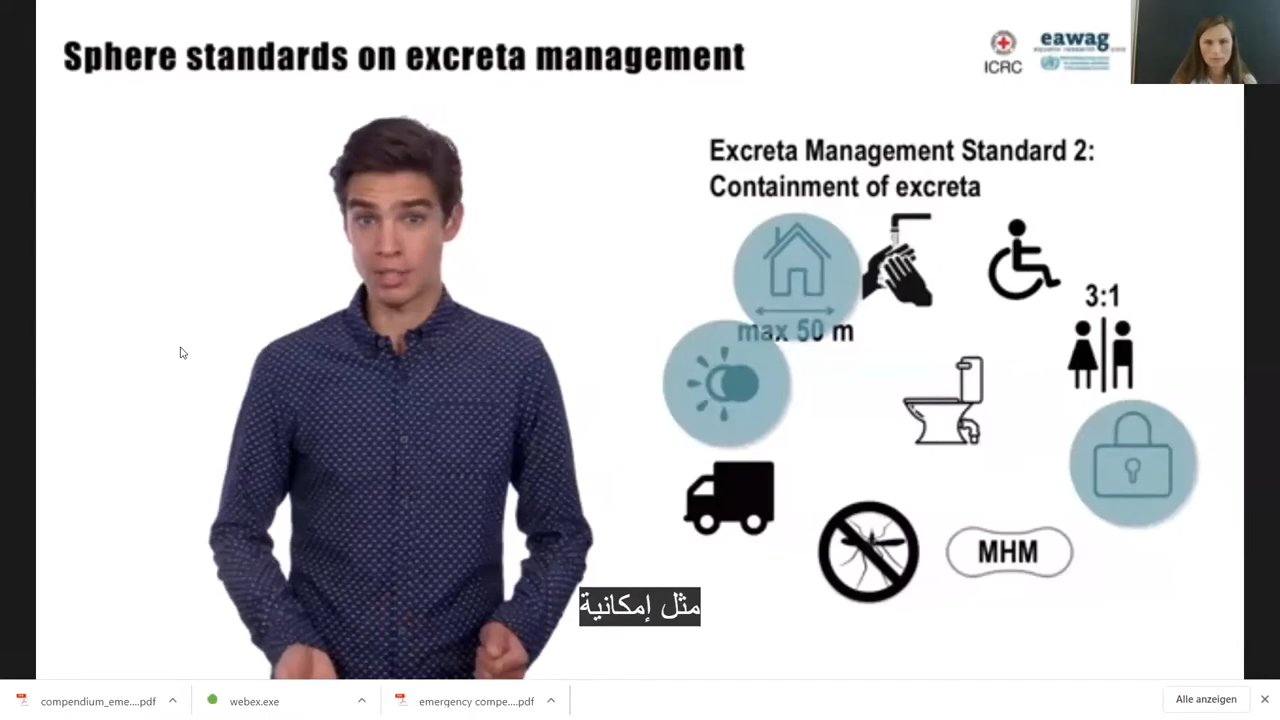 Sphere standards on excreta management
ICRC
eawag
Excreta Management Standard 2:
Containment of excreta
3:1
max 50 m
MHM
مثل إمكانية
compendium_eme....pdf
webex.exe
emergency compe....pdf
Alle anzeigen